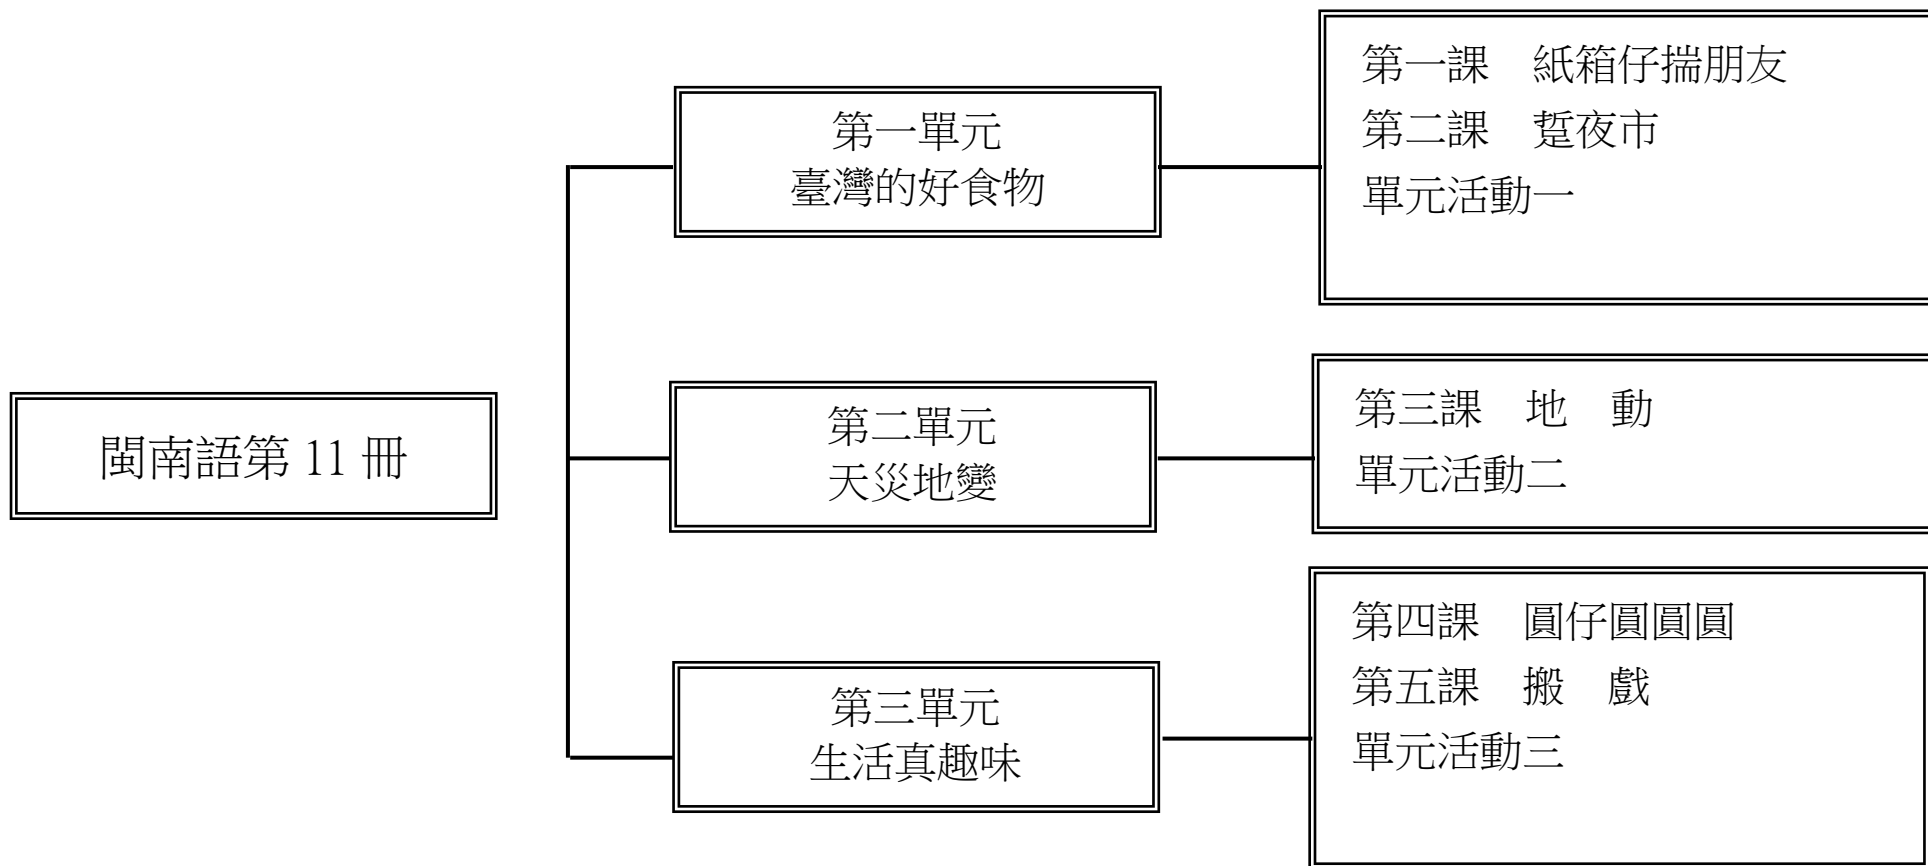 閩南語第 11 冊
第一單元
臺灣的好食物
第一課　紙箱仔揣朋友
第二課　踅夜市
單元活動一
第二單元
天災地變
第三課　地　動
單元活動二
第三單元
生活真趣味
第四課　圓仔圓圓圓
第五課　搬　戲
單元活動三